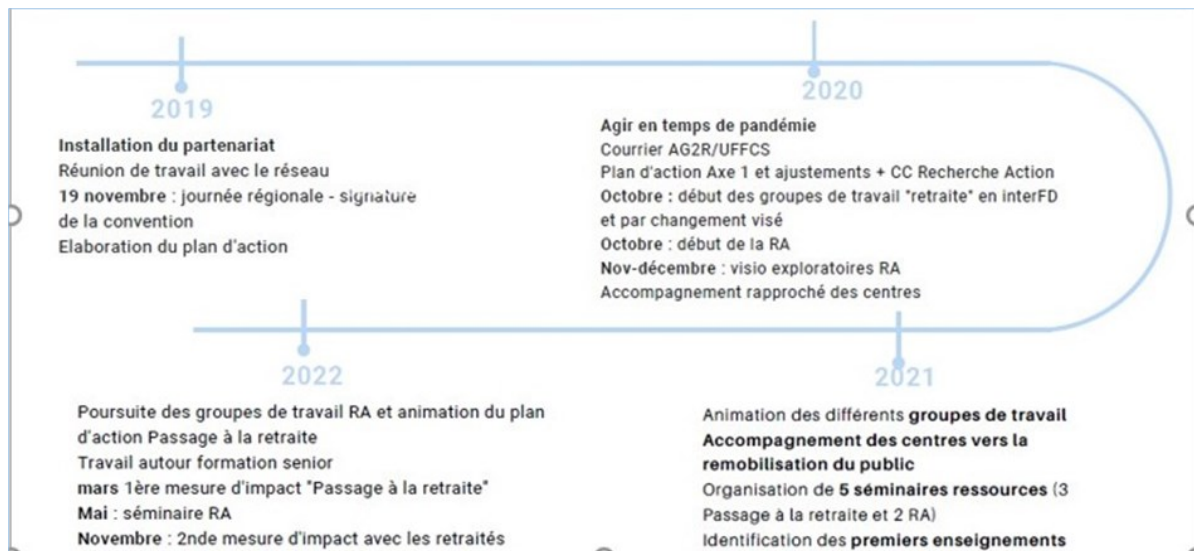 2019
Installation du partenariat
Réunion de travail avec le réseau
19 novembre : journée régionale - signature
de la convention
Elaboration du plan d'action
2020
Agir en temps de pandémie
Courrier AG2R/UFFCS
Plan d'action Axe 1 et ajustements + CC Recherche Action
Octobre : début des groupes de travail "retraite" en interFD
et par changement visé
Octobre : début de la RA
Nov-décembre : visio exploratoires RA
Accompagnement rapproché des centres
2021
Animation des différents groupes de travail
Accompagnement des centres vers la
remobilisation du public
Organisation de 5 séminaires ressources (3
Passage à la retraite et 2 RA)
Identification des premiers enseignements
2022
Poursuite des groupes de travail RA et animation du plan
d'action Passage à la retraite
Travail autour formation senior
mars 1ère mesure d'impact "Passage à la retraite"
Mai : séminaire RA
Novembre : 2nde mesure d'impact avec les retraités